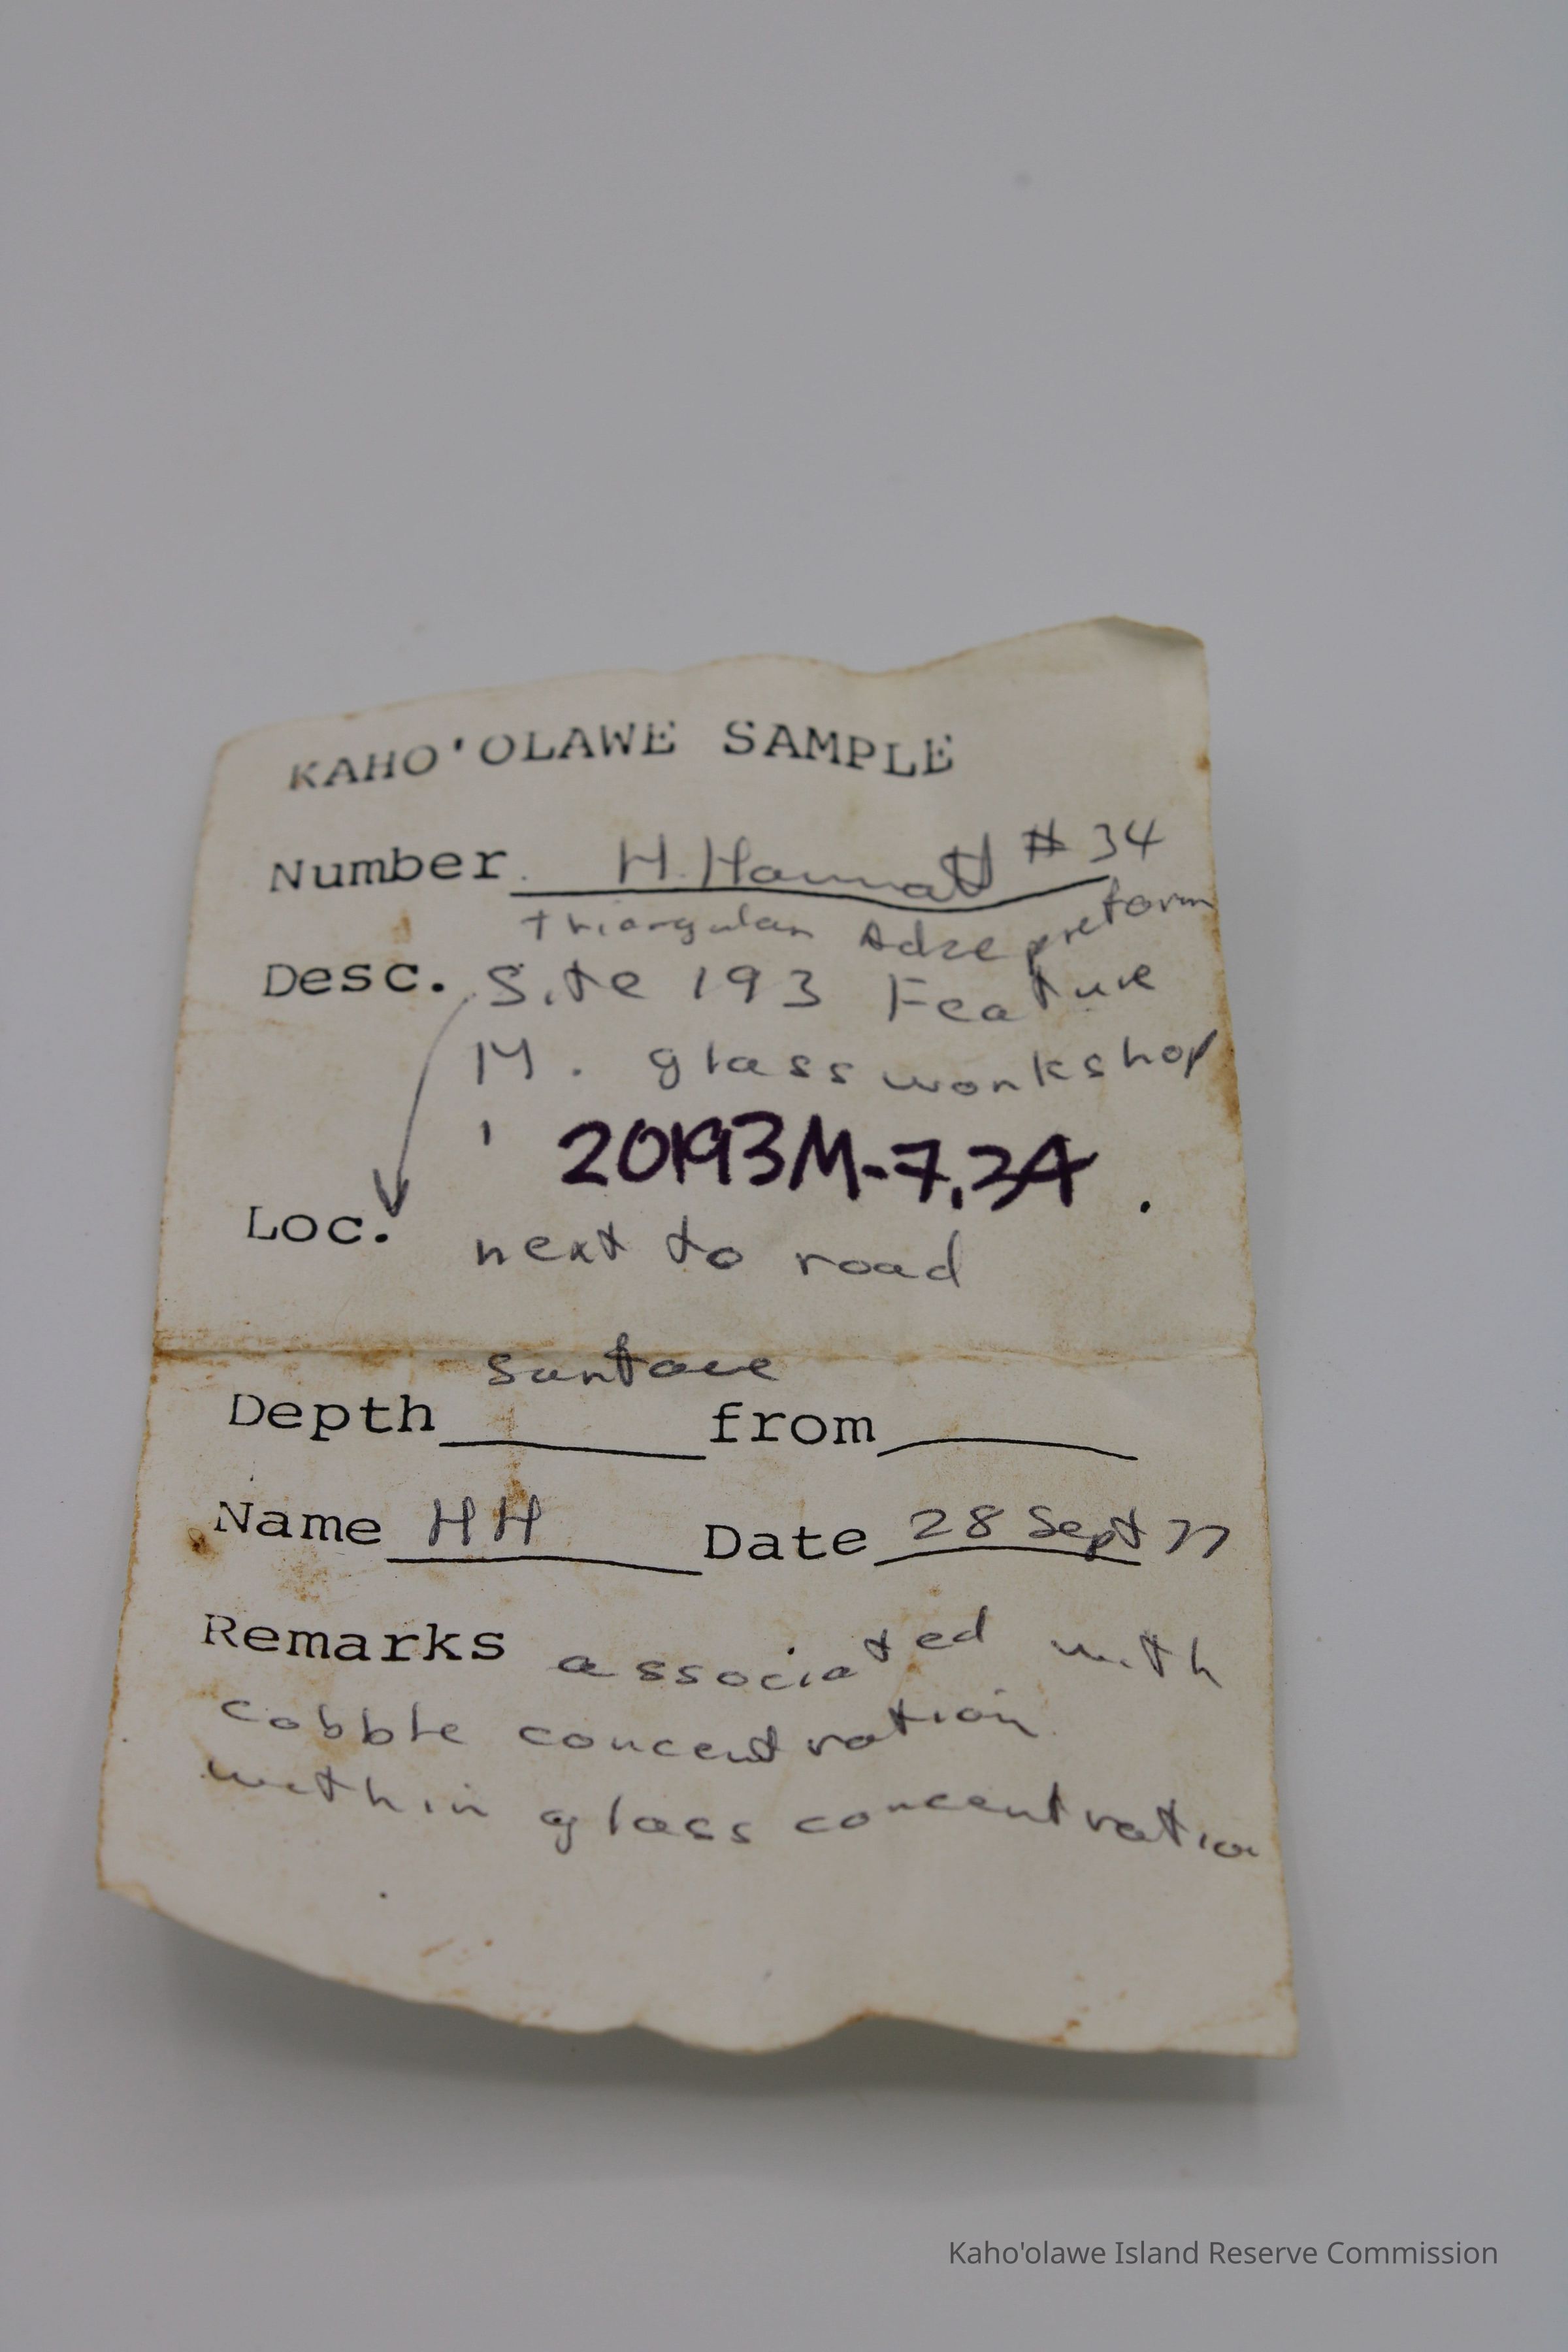 KAHO'OLAWE SAMPLE
Number H. Hammatt # 34
Triangular Adze preform
Desc. Site 193 Feature
M. glass workshop
20193M-7,34
Loc. next to road
surface
Depth from
Name HH Date 28 Sept 77
Remarks associated with
cobble concentration
within glass concentration
Kaho'olawe Island Reserve Commission